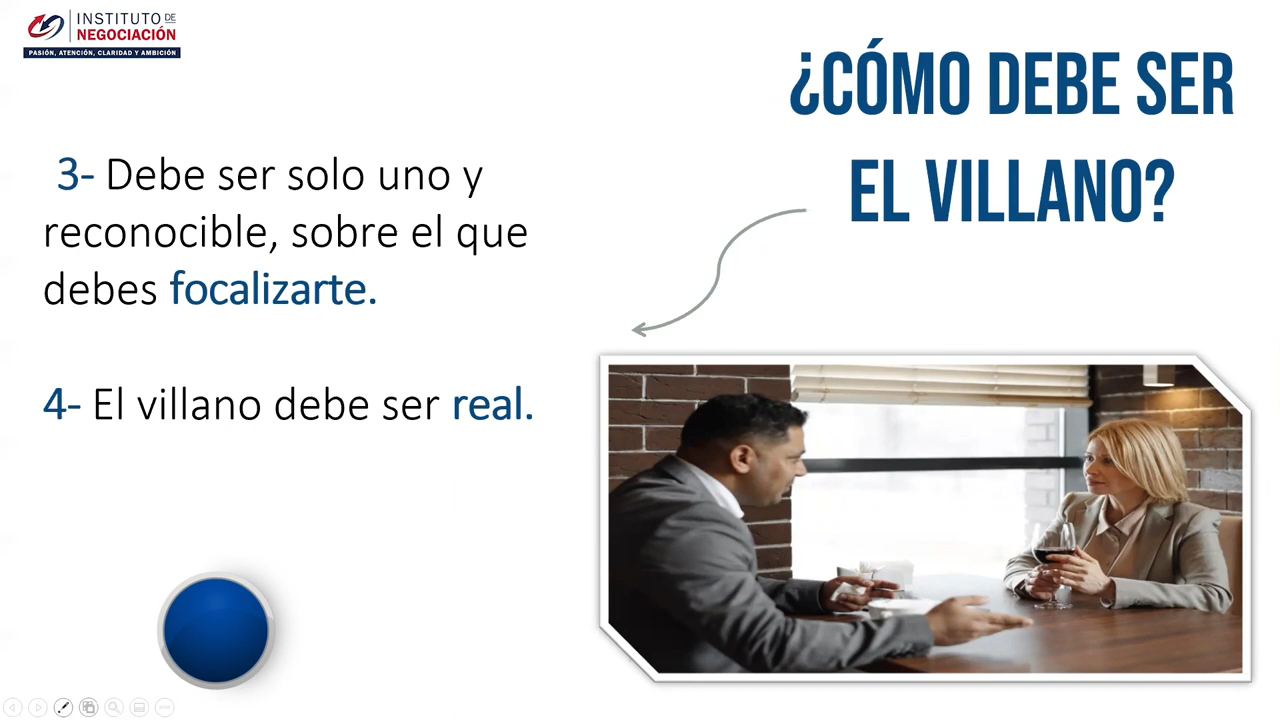 INSTITUTO DE
NEGOCIACIÓN
PASIÓN, ATENCIÓN, CLARIDAD Y AMBICIÓN
¿CÓMO DEBE SER
EL VILLANO?
3- Debe ser solo uno y
reconocible, sobre el que
debes focalizarte.
4- El villano debe ser real.